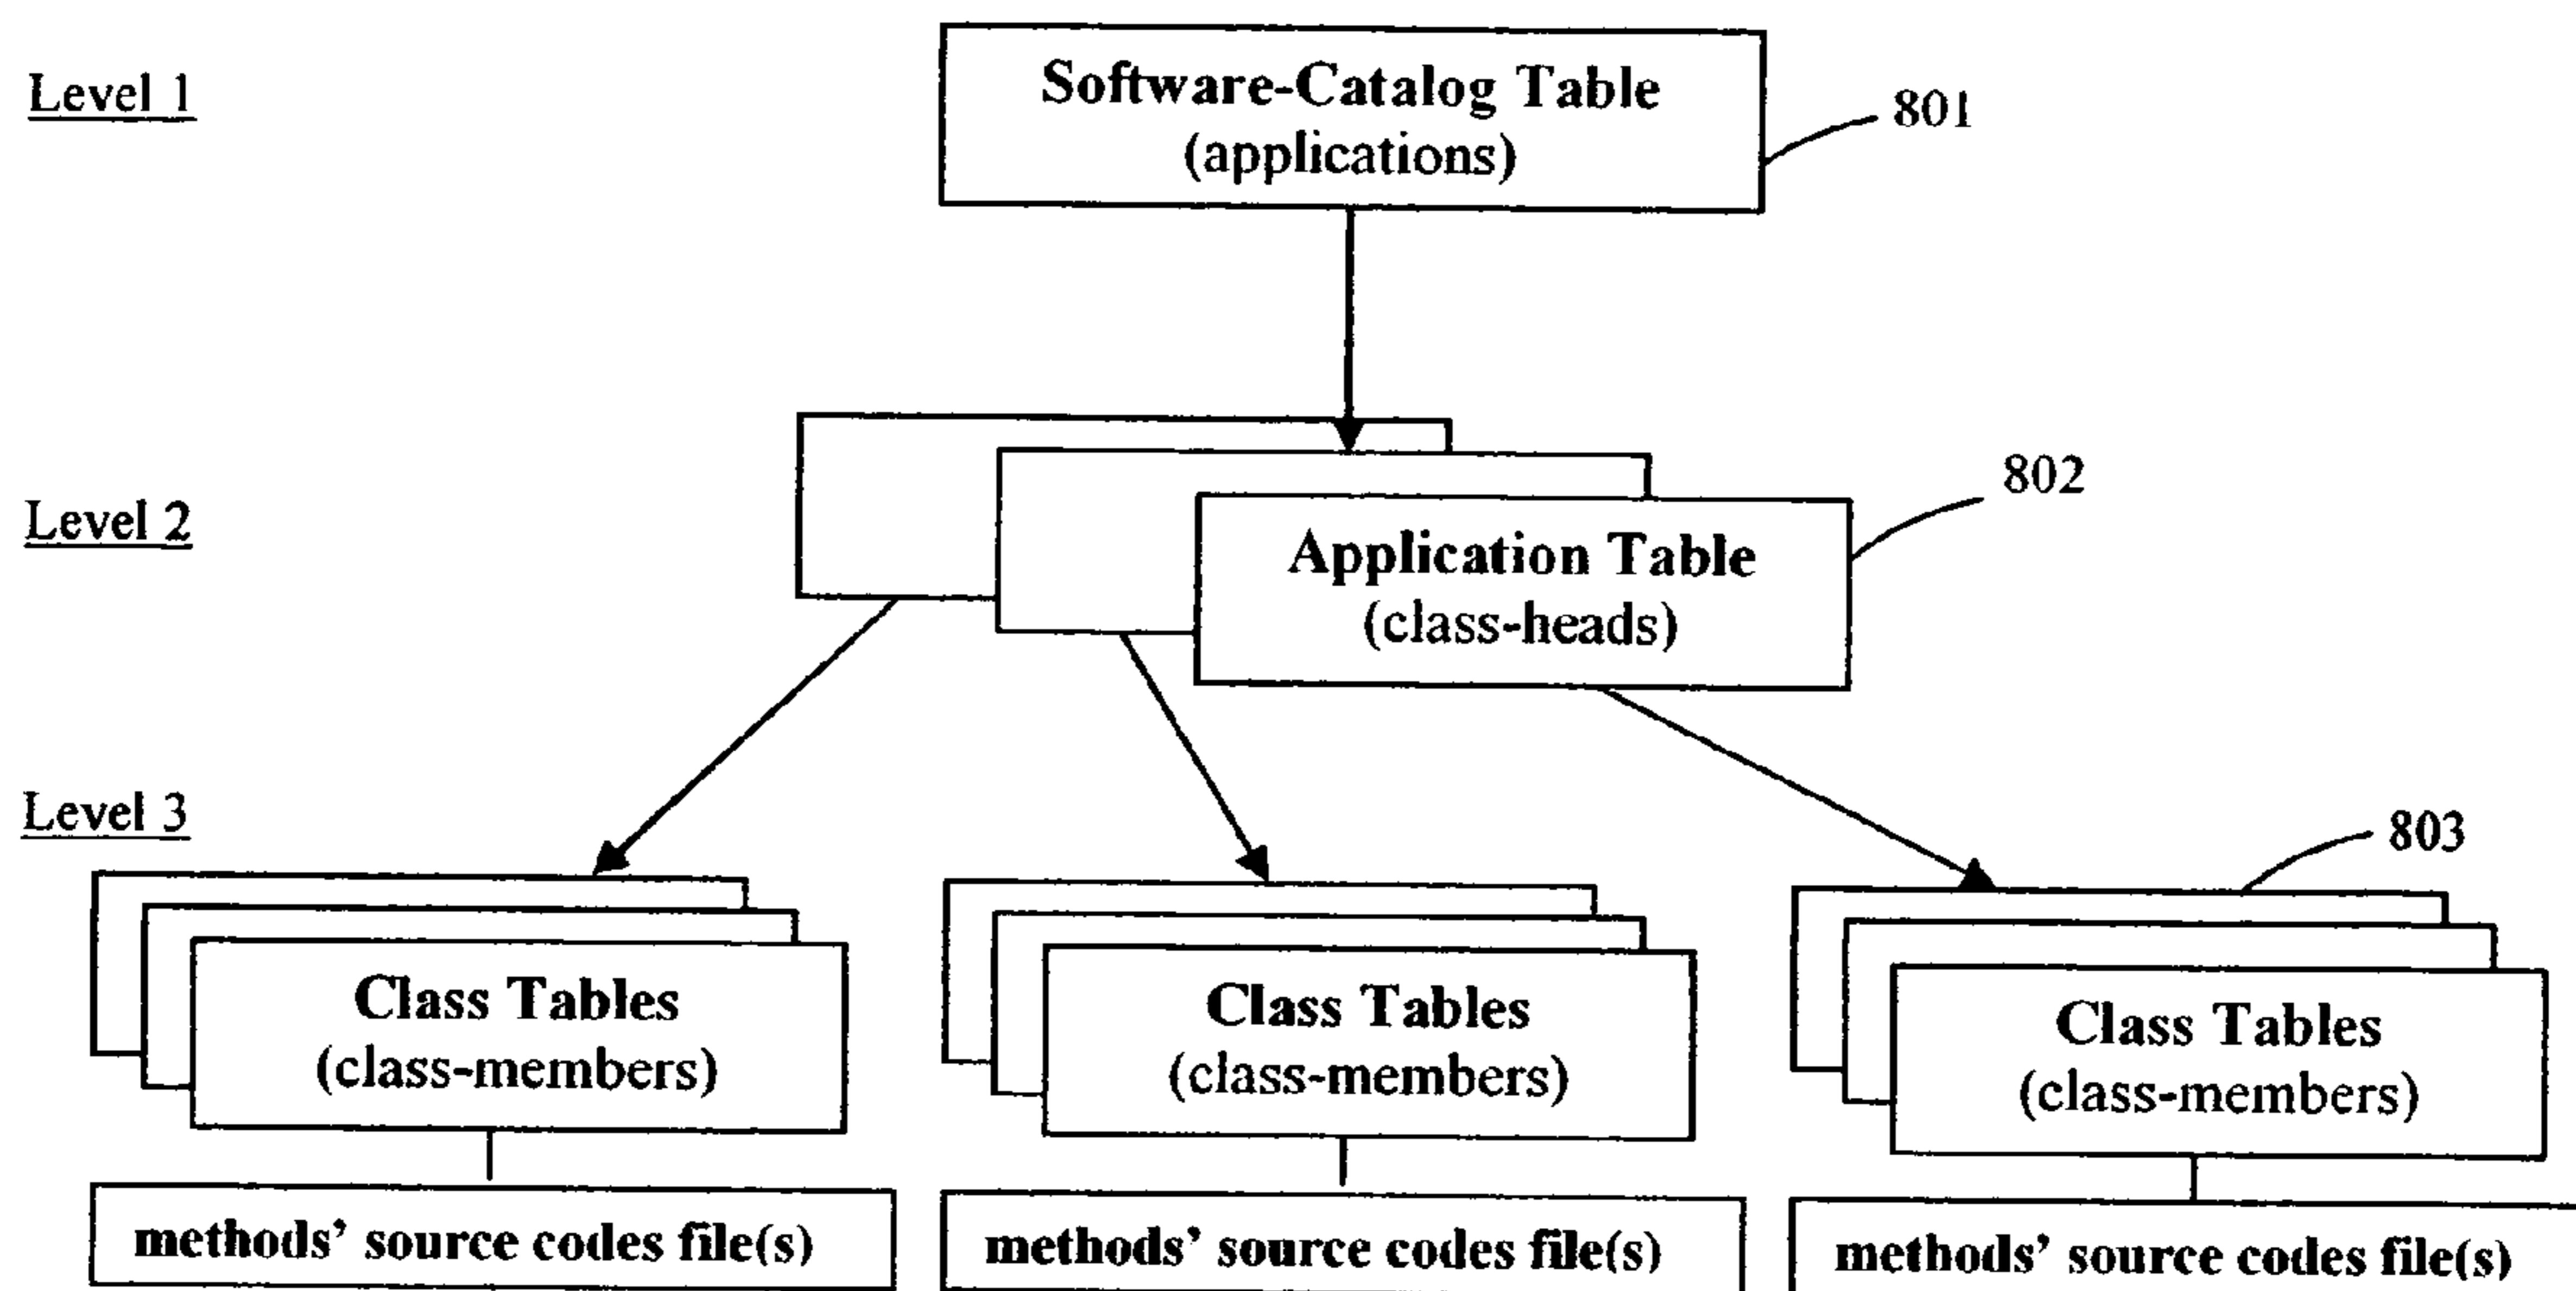 Level 1
Software-Catalog Table
(applications)
801
Level 2
802
Application Table
(class-heads)
Level 3
803
Class Tables
(class-members)
Class Tables
(class-members)
Class Tables
(class-members)
methods’ source codes file(s)
methods’ source codes file(s)
methods’ source codes file(s)